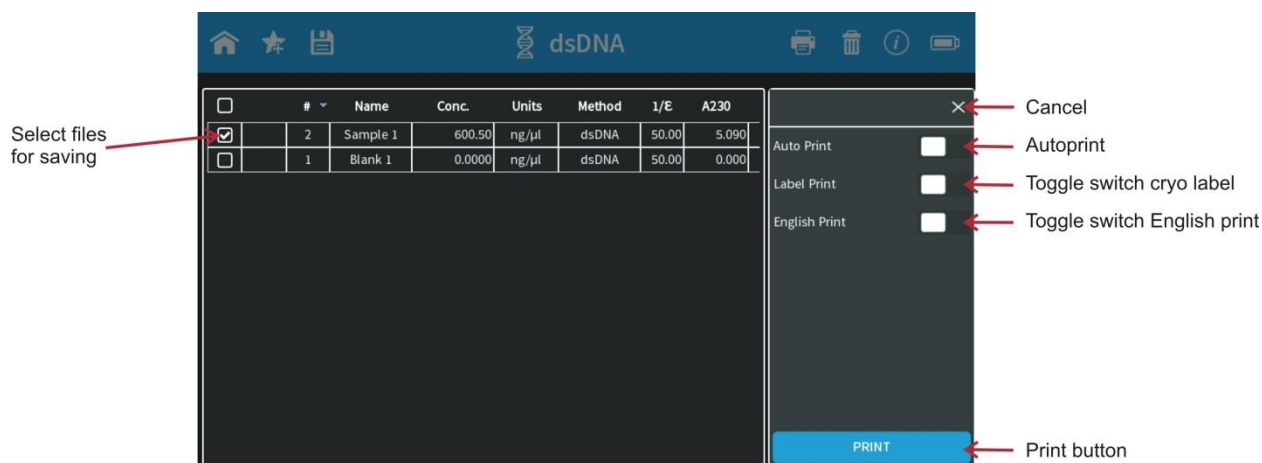 dsDNA
# Name Conc. Units Method 1/ε A230
2 Sample 1 600.50 ng/µl dsDNA 50.00 5.090
1 Blank 1 0.0000 ng/µl dsDNA 50.00 0.000
Select files
for saving
Auto Print
Label Print
English Print
PRINT
Cancel
Autoprint
Toggle switch cryo label
Toggle switch English print
Print button